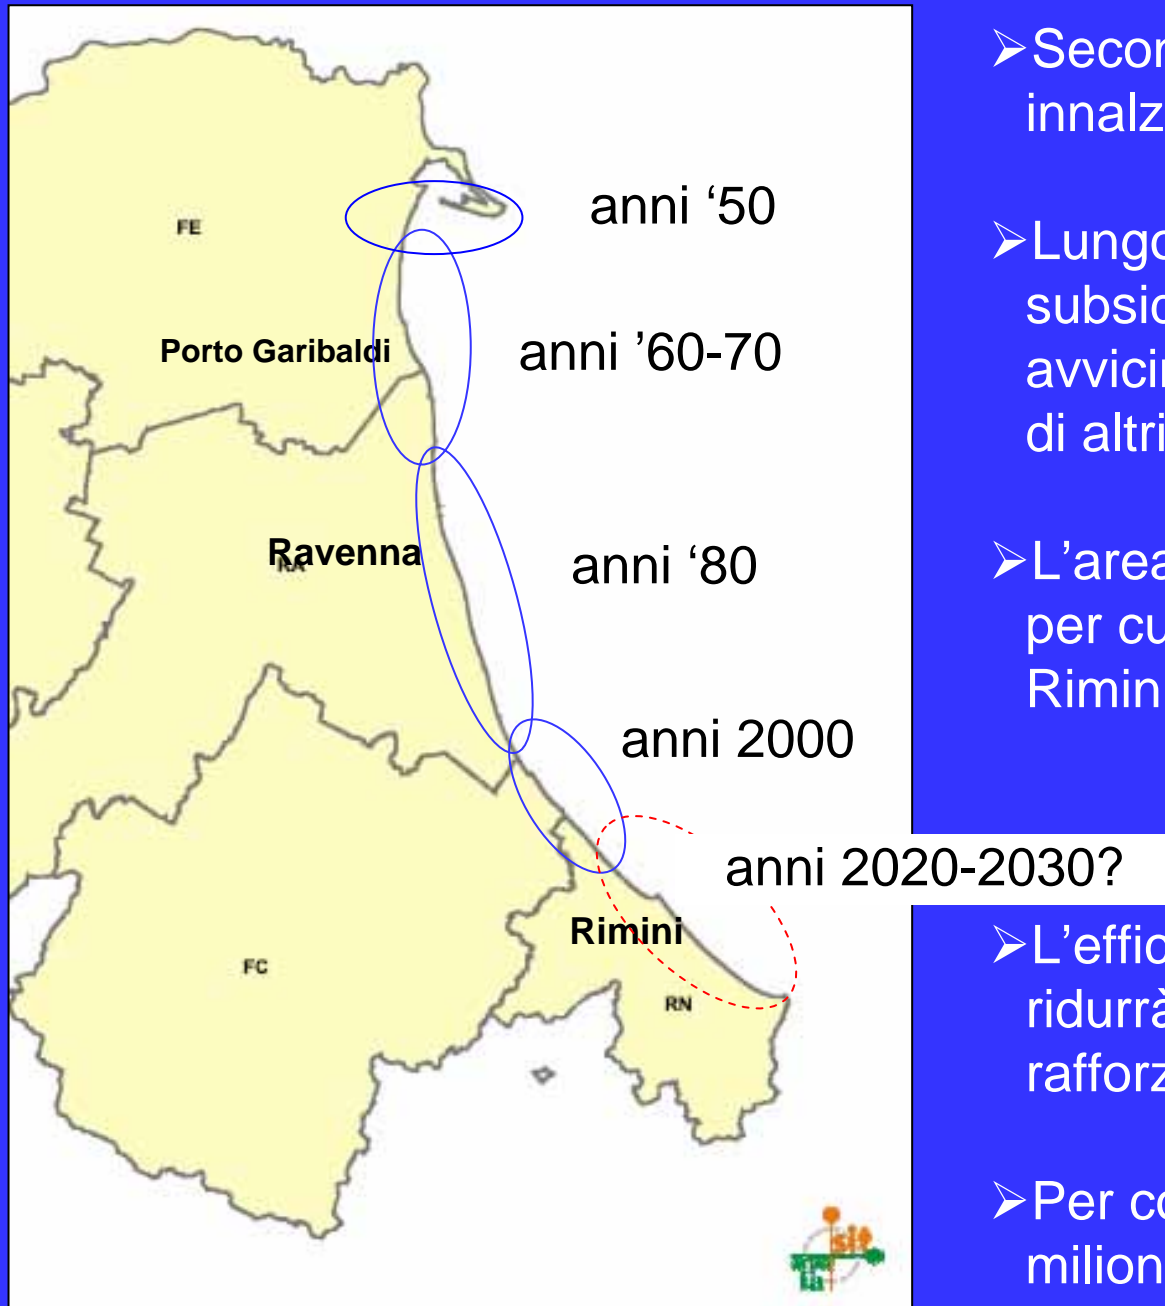 anni ‘50
FE
Porto Garibaldi
anni ’60-70
Ravenna
RA
anni ‘80
anni 2000
anni 2020-2030?
Rimini
FC
RN
sit
➢Secon
innalz
➢Lungo
subsid
avvicin
di altri
➢L’area
per cu
Rimin
➢L’effic
ridurrà
rafforz
➢Per co
milion